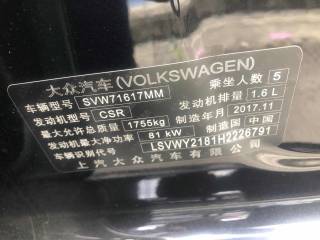 大众汽车(VOLKSWAGEN) 乘坐人数 5
车辆型号 SVW71617MM 发动机排量 1.6 L
发动机型号 CSR 制造年月 2017.11
最大允许总质量 1755kg 制造国 中国
发动机最大净功率 81 kW
车辆识别代号 LSVWY2181H2226791
上汽大众汽车有限公司